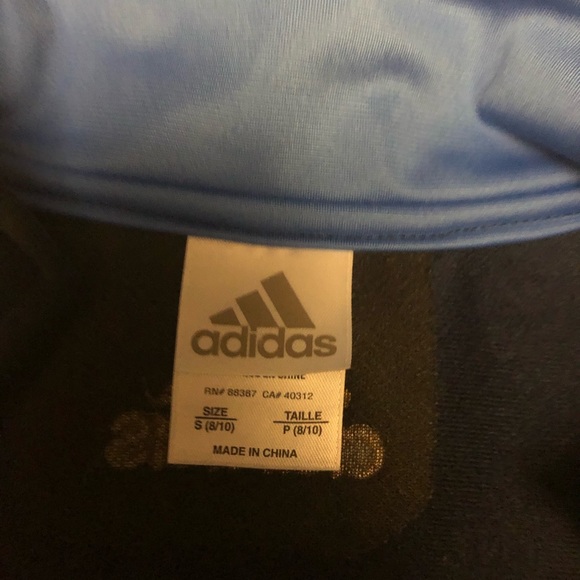 adidas
RN# 88387 CA# 40312
SIZE TAILLE
S (8/10) P (8/10)
MADE IN CHINA